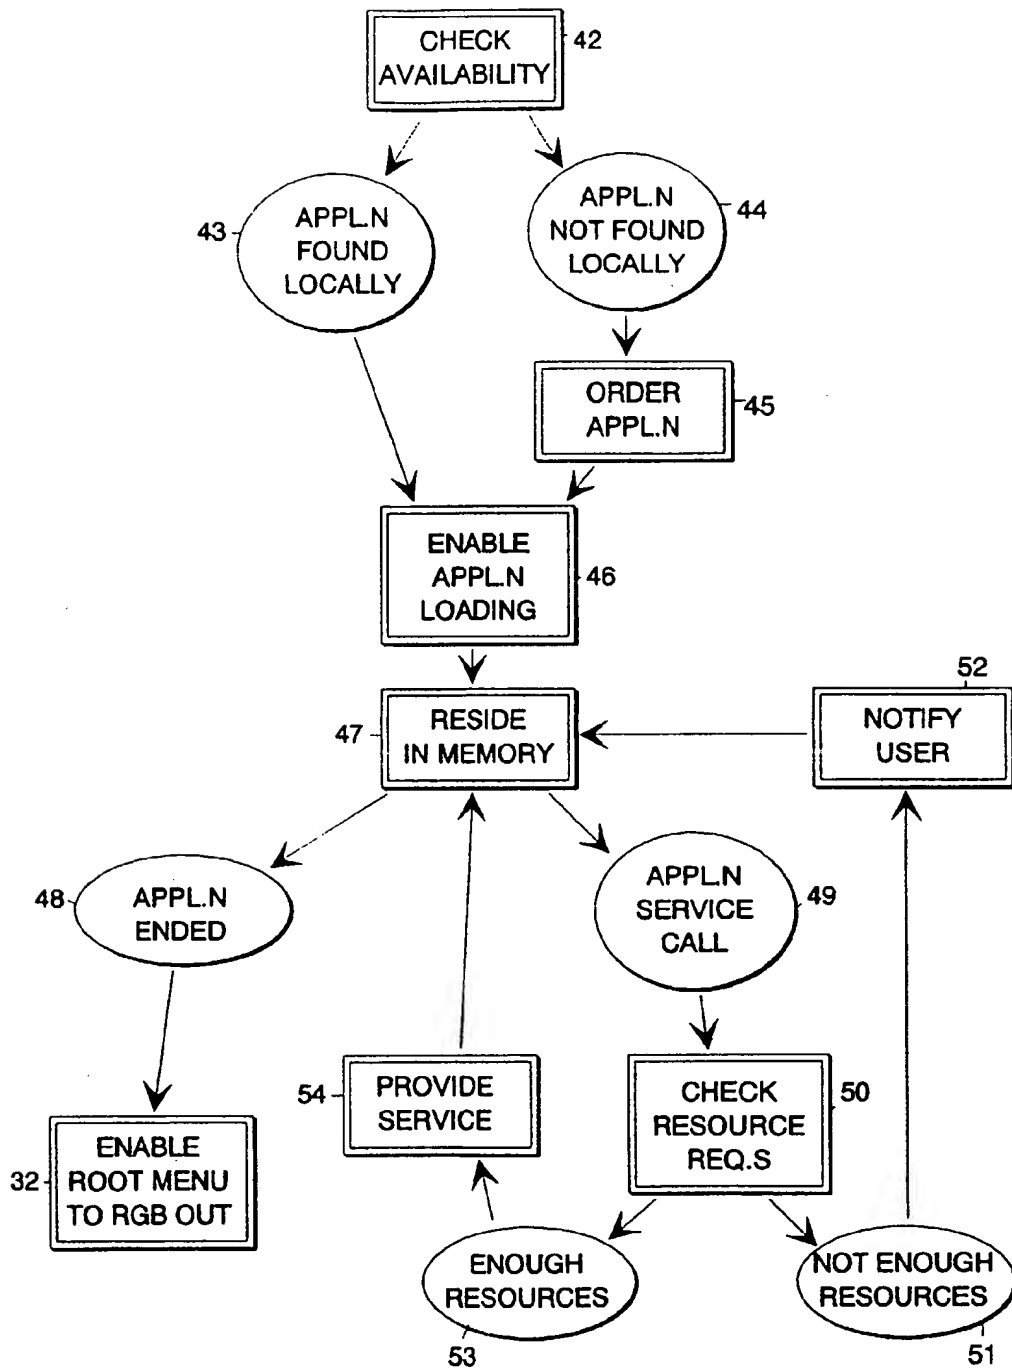 CHECK
AVAILABILITY
42
43
APPL.N
FOUND
LOCALLY
APPL.N
NOT FOUND
LOCALLY
44
ORDER
APPL.N
45
ENABLE
APPL.N
LOADING
46
47
RESIDE
IN MEMORY
52
NOTIFY
USER
48
APPL.N
ENDED
APPL.N
SERVICE
CALL
49
54
PROVIDE
SERVICE
CHECK
RESOURCE
REQ.S
50
32
ENABLE
ROOT MENU
TO RGB OUT
ENOUGH
RESOURCES
53
NOT ENOUGH
RESOURCES
51